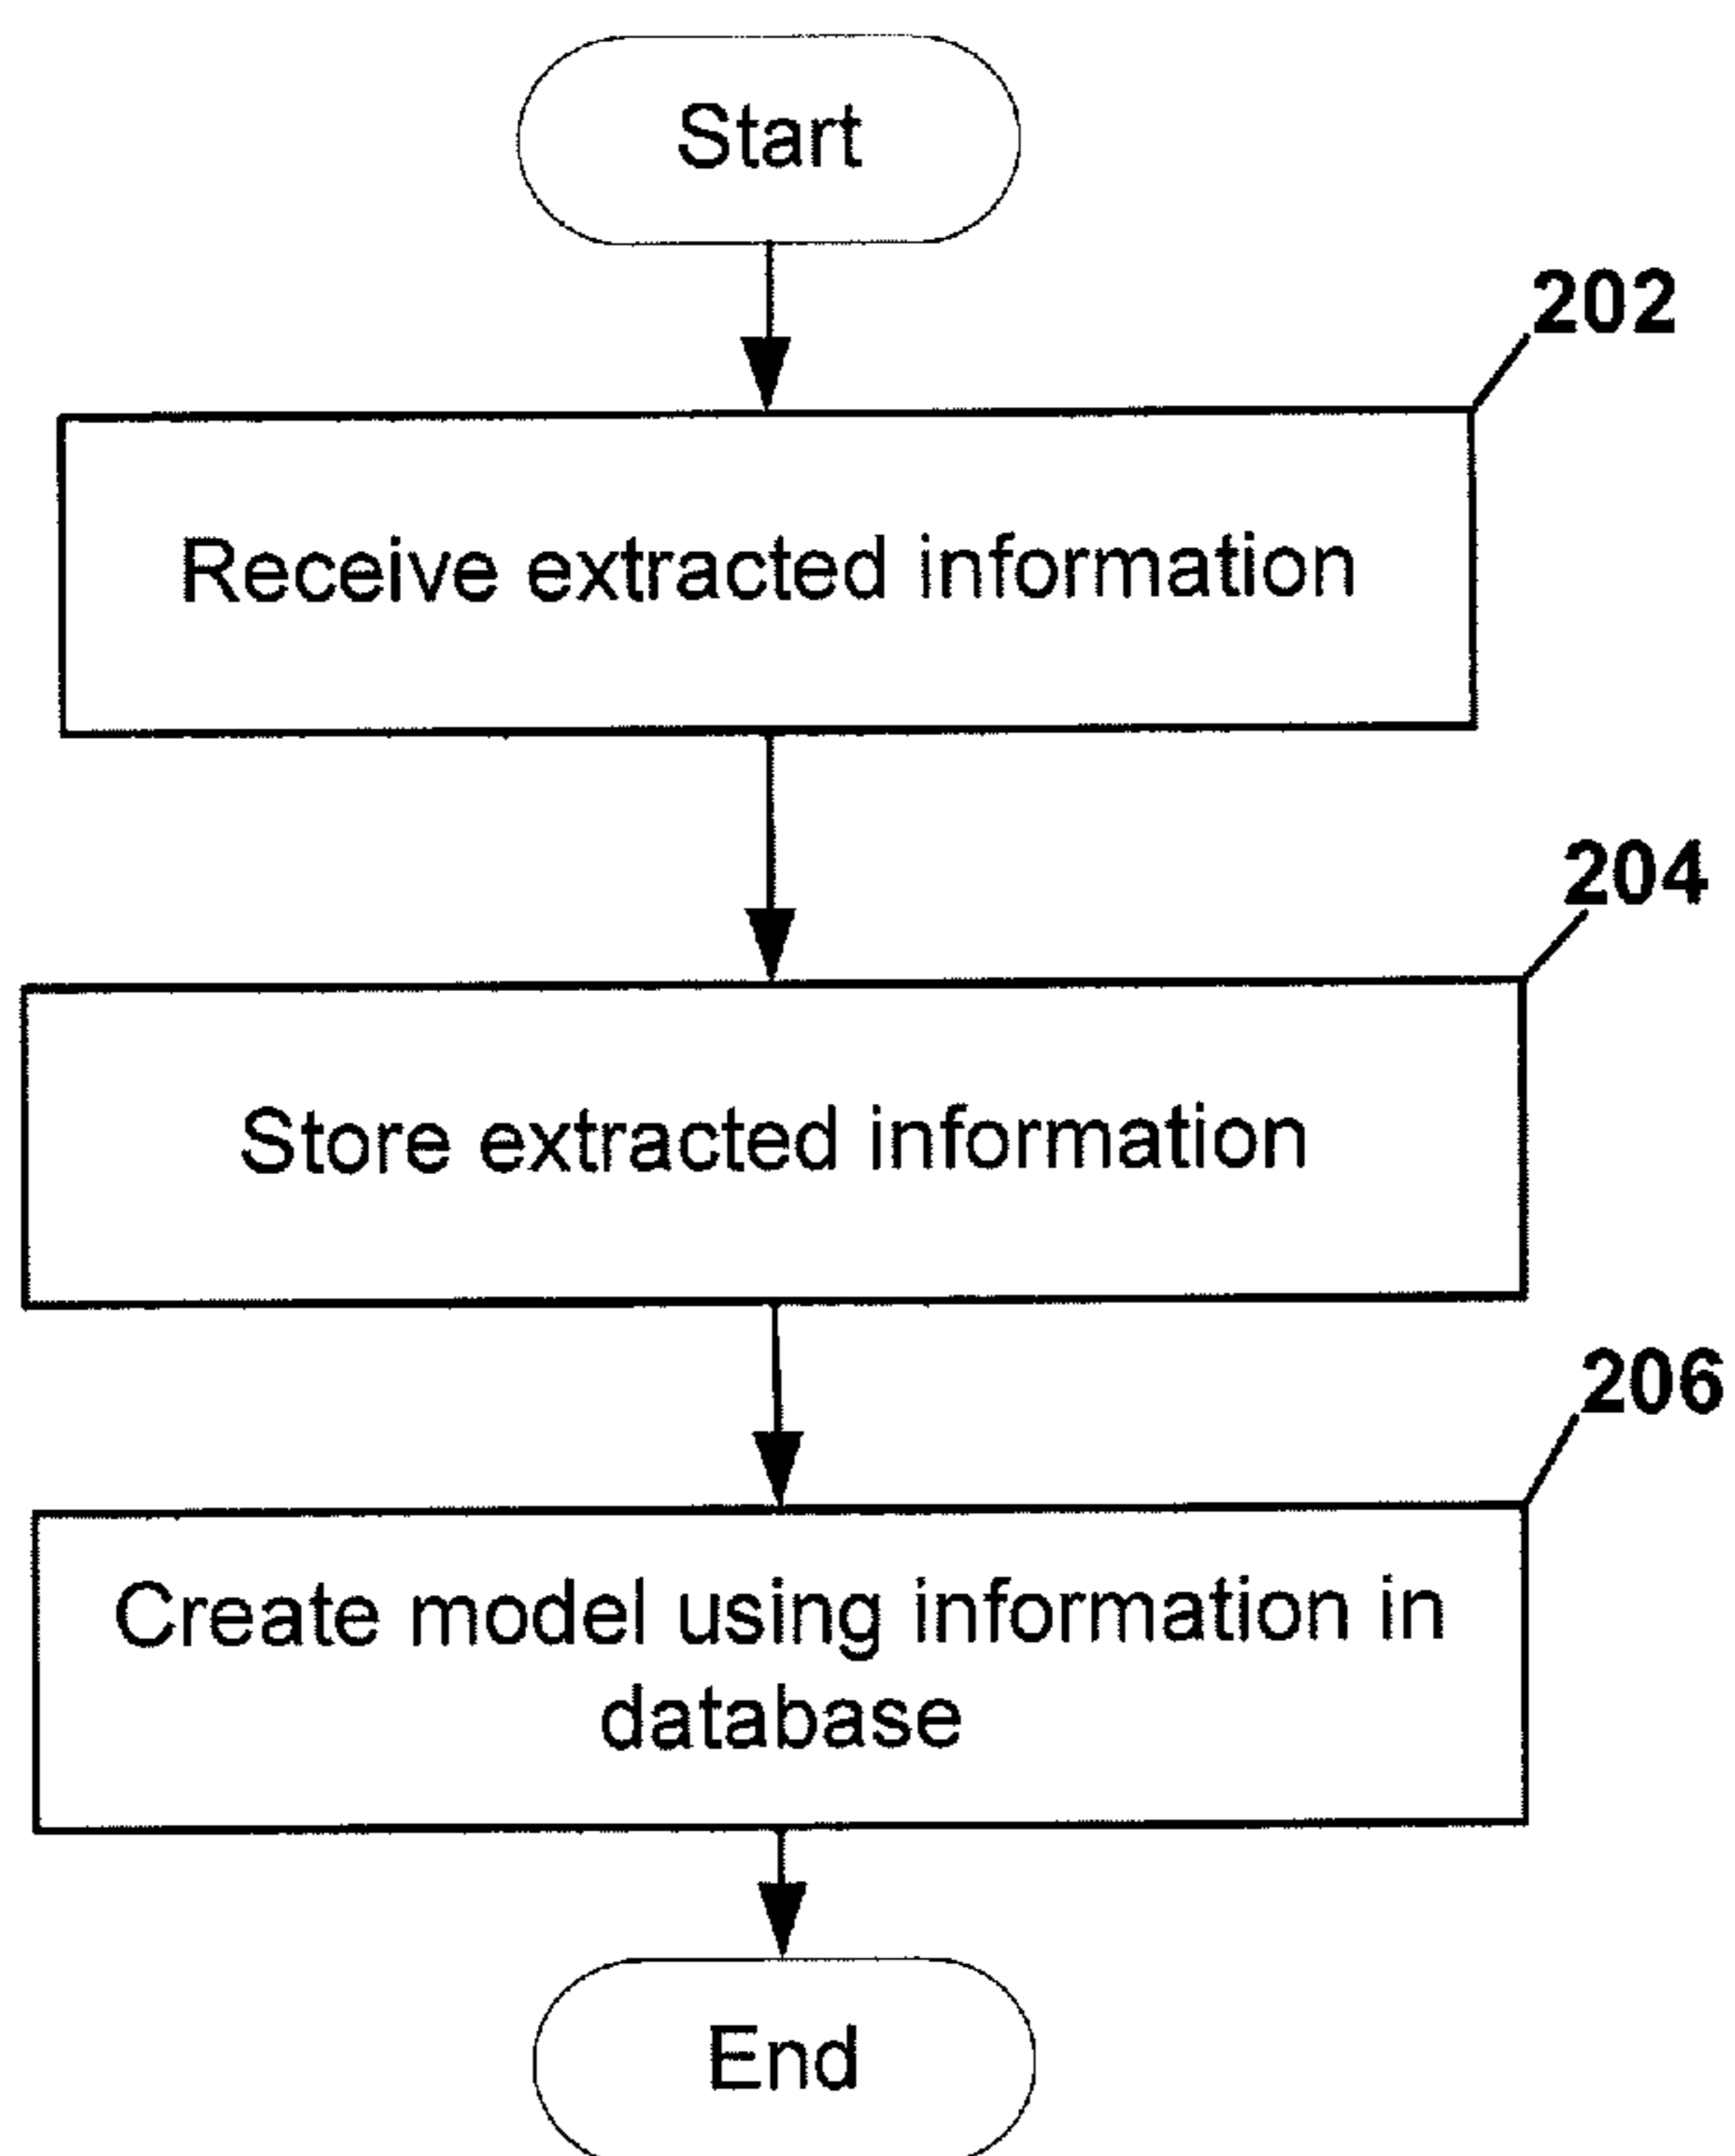 Start
202
Receive extracted information
204
Store extracted information
206
Create model using information in
database
End